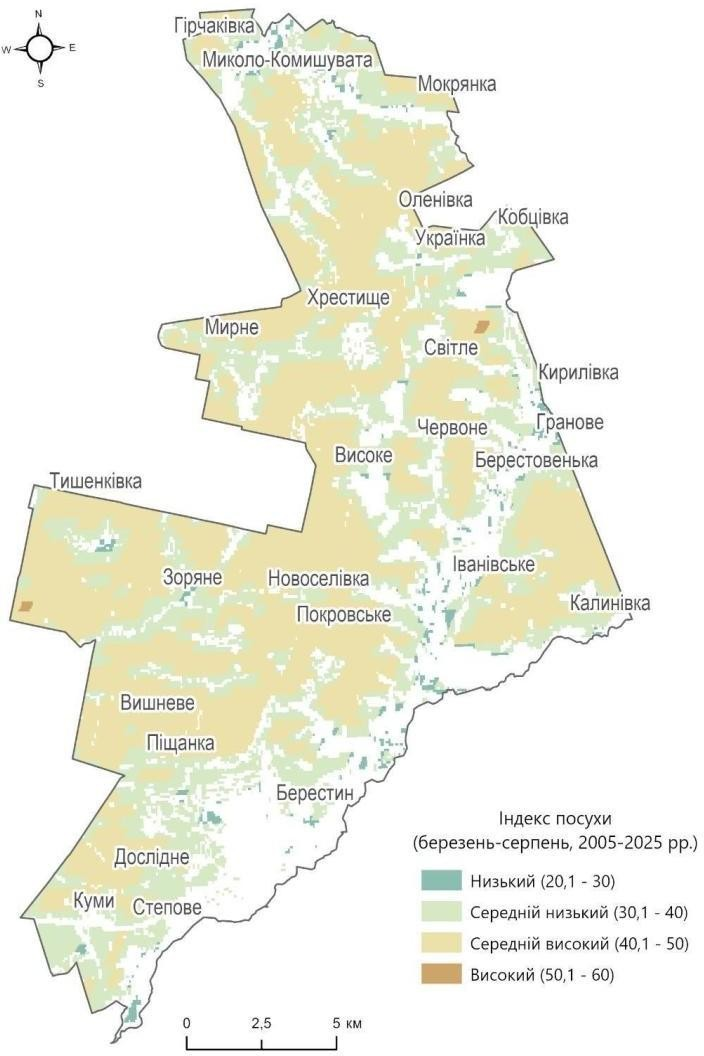 N
Гірчаківка
W
E
Миколо-Комишувата
S
Мокрянка
Оленівка
Кобцівка
Українка
Хрестище
Мирне
Світле
Кирилівка
Гранове
Червоне
Високе
Берестовенька
Тишенківка
Іванівське
Зоряне
Новоселівка
Калинівка
Покровське
Вишневе
Піщанка
Берестин
Індекс посухи
(березень-серпень, 2005-2025 рр.)
Дослідне
Низький (20,1 - 30)
Куми
Степове
Середній низький (30,1 - 40)
Середній високий (40,1 - 50)
Високий (50,1 - 60)
0 2,5 5 км